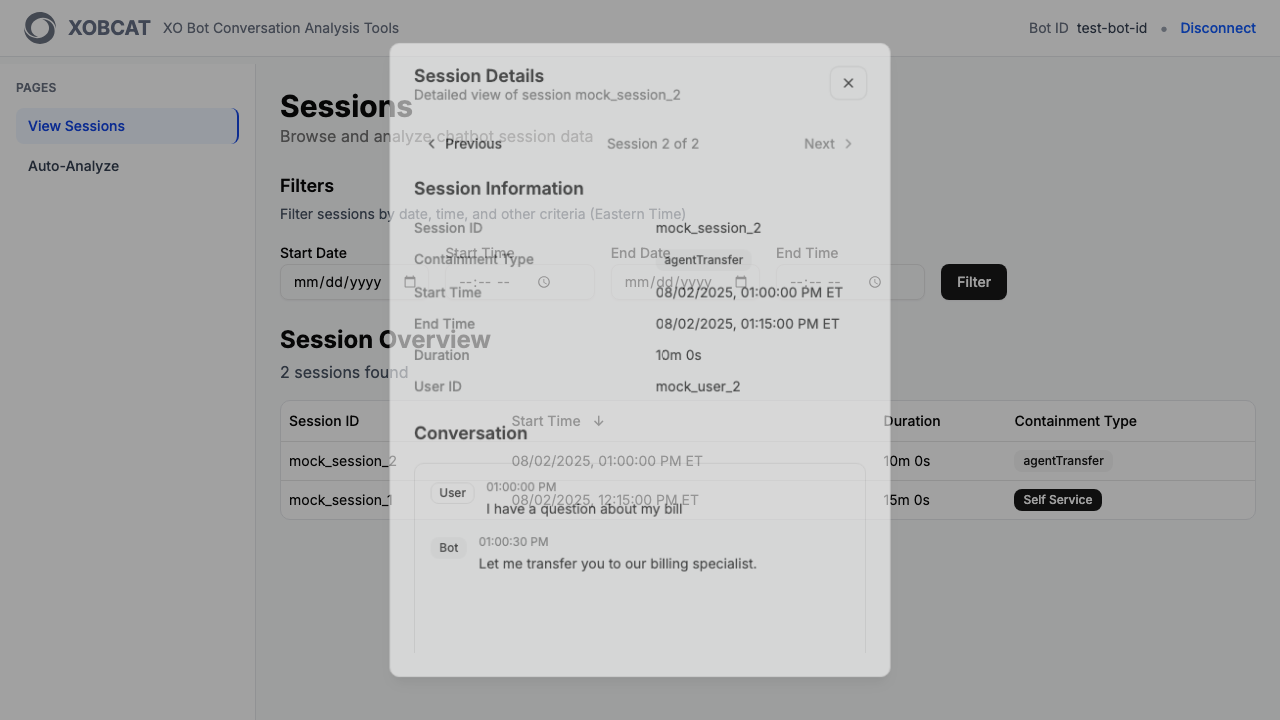 XOBCAT XO Bot Conversation Analysis Tools Bot ID test-bot-id • Disconnect
PAGES
View Sessions
Auto-Analyze
Sessions
Browse and analyze chatbot session data
Filters
Filter sessions by date, time, and other criteria (Eastern Time)
Start Date Start Time End Date End Time
mm/dd/yyyy --:-- -- mm/dd/yyyy --:-- -- Filter
Session Overview
2 sessions found
Session ID Start Time ↓ Duration Containment Type
mock_session_2 08/02/2025, 01:00:00 PM ET 10m 0s agentTransfer
mock_session_1 08/02/2025, 12:15:00 PM ET 15m 0s Self Service
Session Details
Detailed view of session mock_session_2
Previous Session 2 of 2 Next
Session Information
Session ID mock_session_2
Containment Type agentTransfer
Start Time 08/02/2025, 01:00:00 PM ET
End Time 08/02/2025, 01:15:00 PM ET
Duration 10m 0s
User ID mock_user_2
Conversation
User 01:00:00 PM
I have a question about my bill
Bot 01:00:30 PM
Let me transfer you to our billing specialist.